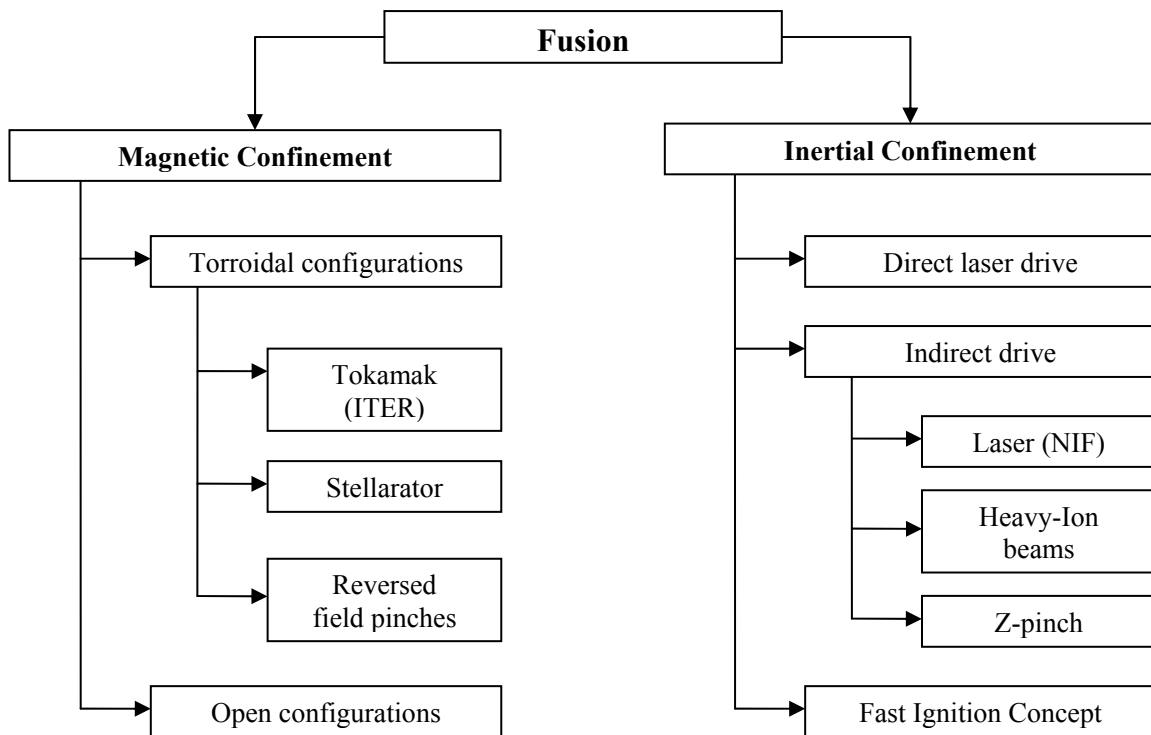 Fusion
Magnetic Confinement
Torroidal configurations
Tokamak
(ITER)
Stellarator
Reversed
field pinches
Open configurations
Inertial Confinement
Direct laser drive
Indirect drive
Laser (NIF)
Heavy-Ion
beams
Z-pinch
Fast Ignition Concept